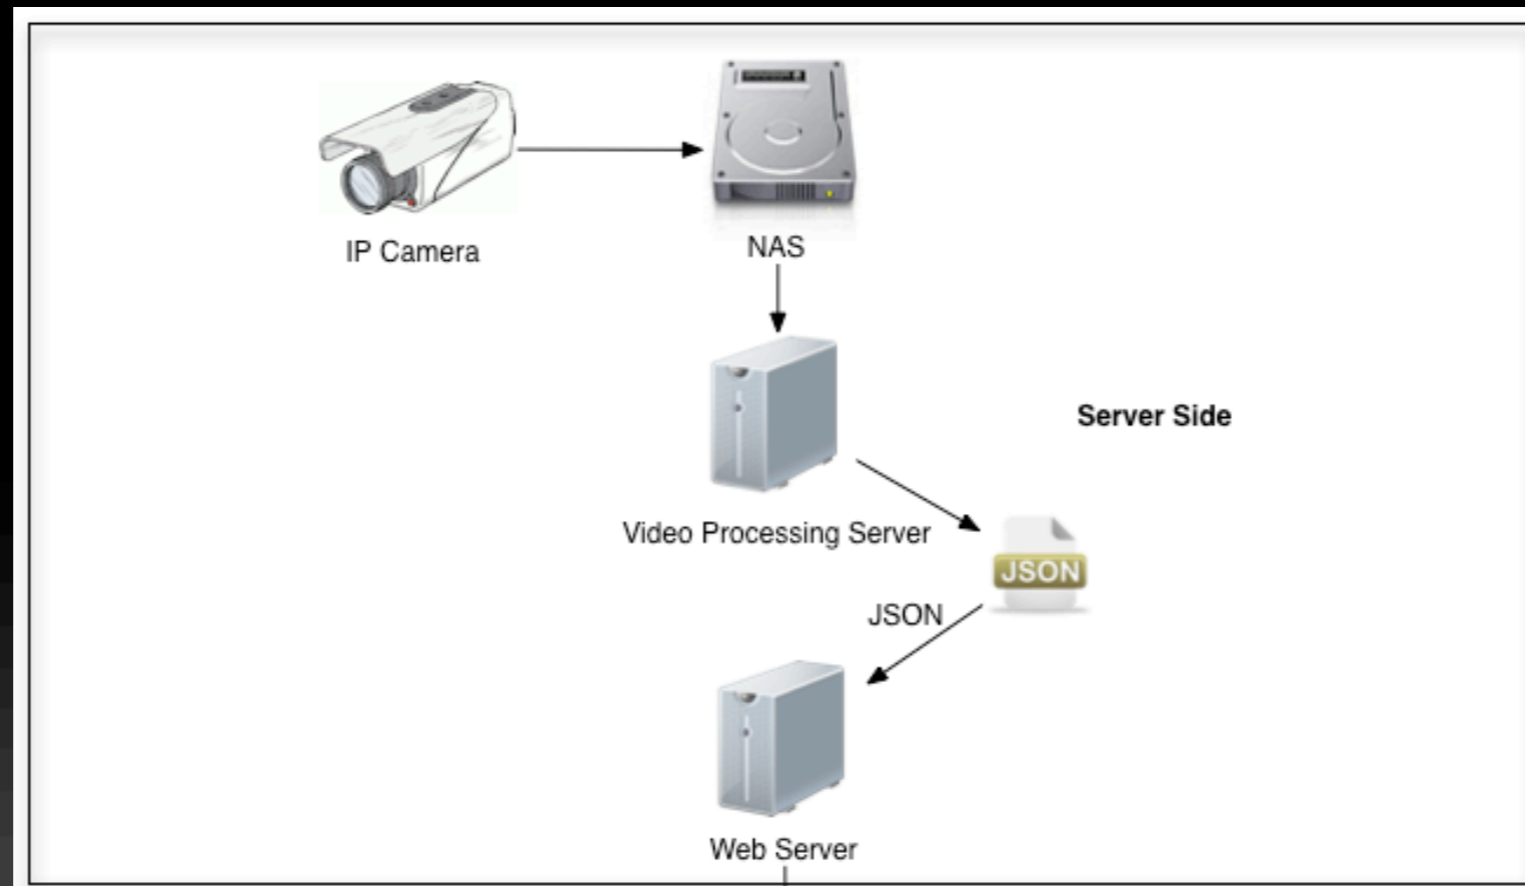 IP Camera
NAS
Server Side
Video Processing Server
JSON
JSON
Web Server